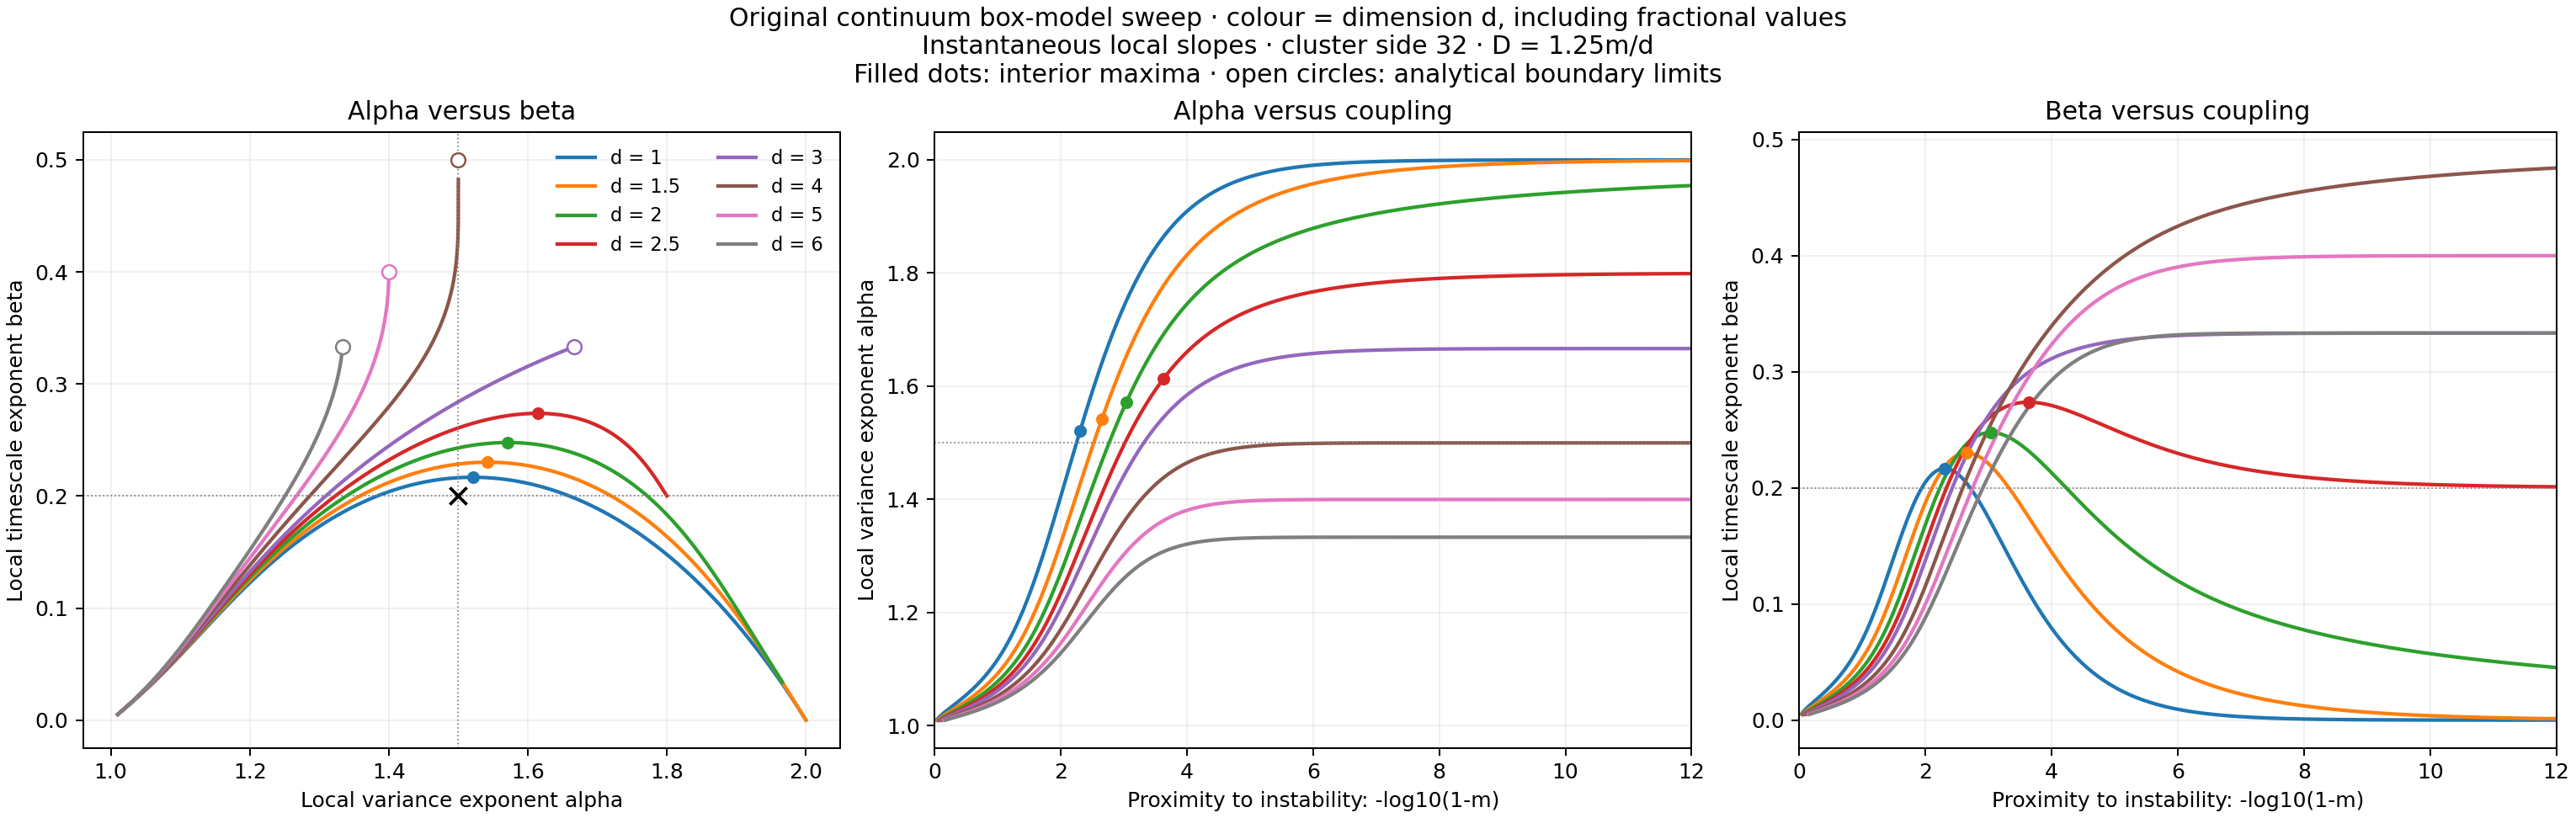 Original continuum box-model sweep · colour = dimension d, including fractional values
Instantaneous local slopes · cluster side 32 · D = 1.25m/d
Filled dots: interior maxima · open circles: analytical boundary limits
Alpha versus beta
Local timescale exponent beta
0.5
0.4
0.3
0.2
0.1
0.0
d = 1
d = 1.5
d = 2
d = 2.5
d = 3
d = 4
d = 5
d = 6
1.0 1.2 1.4 1.6 1.8 2.0
Local variance exponent alpha
Alpha versus coupling
Local variance exponent alpha
2.0
1.8
1.6
1.4
1.2
1.0
0 2 4 6 8 10 12
Proximity to instability: -log10(1-m)
Beta versus coupling
Local timescale exponent beta
0.5
0.4
0.3
0.2
0.1
0.0
0 2 4 6 8 10 12
Proximity to instability: -log10(1-m)